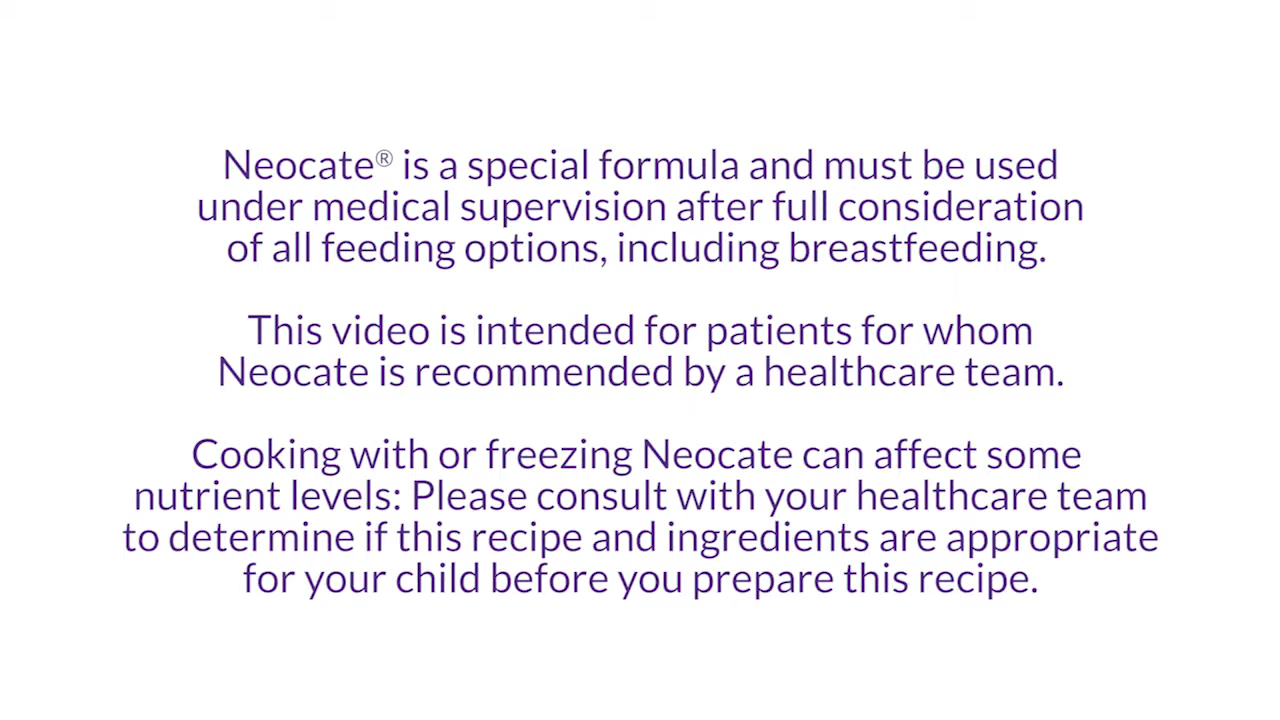 Neocate® is a special formula and must be used
under medical supervision after full consideration
of all feeding options, including breastfeeding.
This video is intended for patients for whom
Neocate is recommended by a healthcare team.
Cooking with or freezing Neocate can affect some
nutrient levels: Please consult with your healthcare team
to determine if this recipe and ingredients are appropriate
for your child before you prepare this recipe.